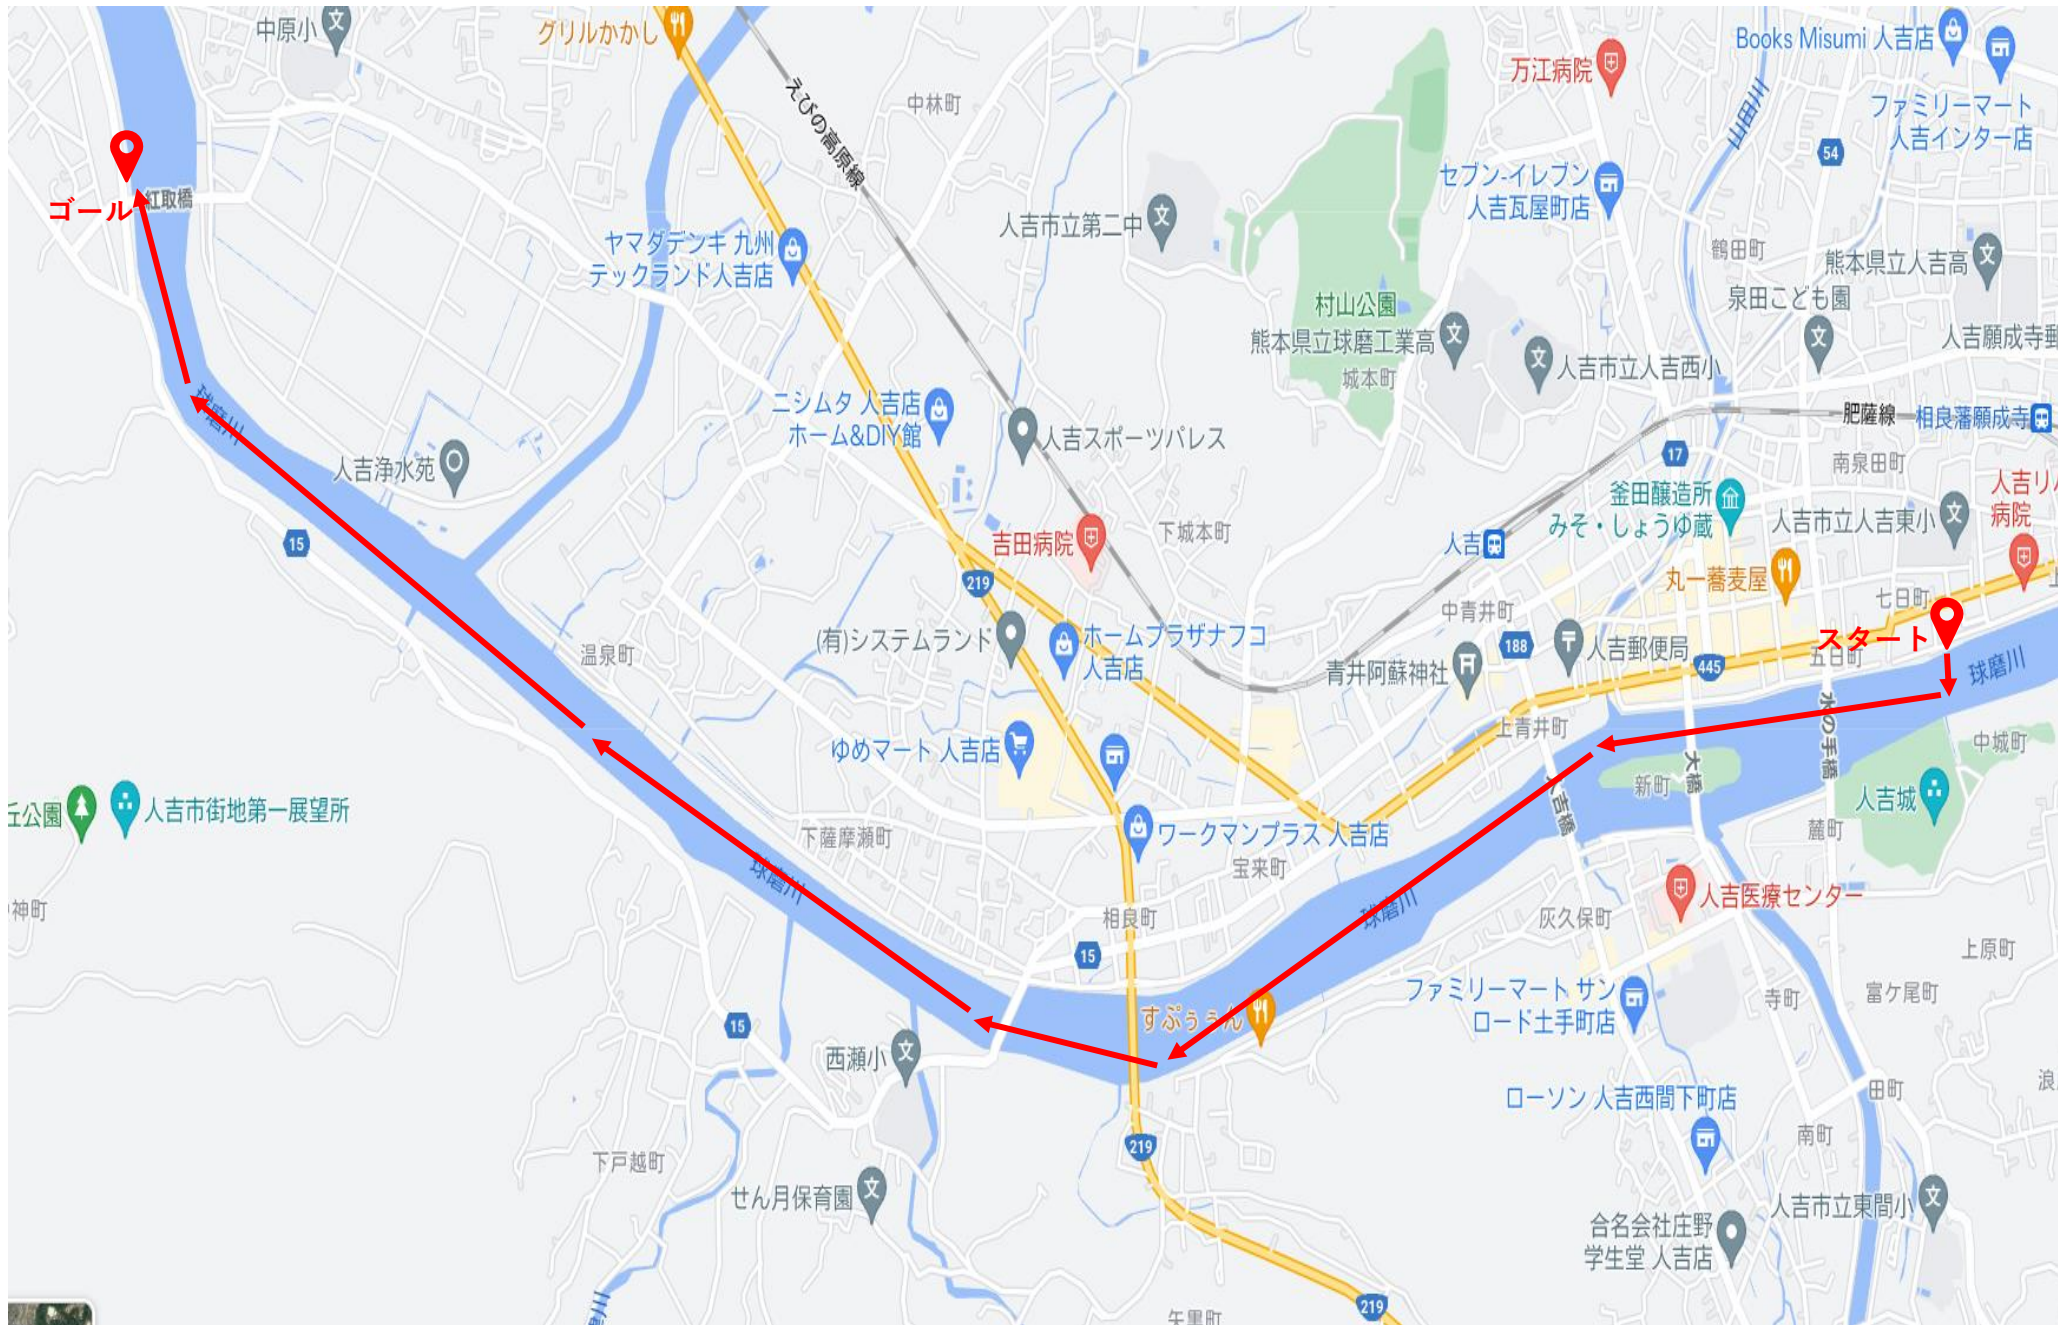 中原小
グリルかかし
えびの高原線
中林町
万江病院
Books Misumi 人吉店
ファミリーマート
人吉インター店
山田川
54
セブン-イレブン
人吉瓦屋町店
紅取橋
ゴール
ヤマダデンキ 九州
テックランド人吉店
人吉市立第二中
鶴田町
熊本県立人吉高
泉田こども園
村山公園
熊本県立球磨工業高
城本町
人吉市立人吉西小
人吉願成寺郵
球磨川
ニシムタ 人吉店
ホーム&DIY館
人吉スポーツパレス
肥薩線
相良藩願成寺
17
南泉田町
人吉浄水苑
釜田醸造所
みそ・しょうゆ蔵
人吉市立人吉東小
人吉リハ
病院
15
吉田病院
下城本町
人吉
219
丸一蕎麦屋
七日町
中青井町
(有)システムランド
ホームプラザナフコ
人吉店
温泉町
青井阿蘇神社
188
人吉郵便局
445
スタート
五日町
球磨川
水の手橋
上青井町
ゆめマート 人吉店
中城町
新町
大橋
人吉城
人吉橋
丘公園
人吉市街地第一展望所
下薩摩瀬町
ワークマンプラス 人吉店
麓町
宝来町
球磨川
球磨川
人吉医療センター
神町
相良町
灰久保町
15
上原町
すぷぅぅん
ファミリーマート サン
ロード土手町店
寺町
富ケ尾町
15
西瀬小
ローソン 人吉西間下町店
田町
浪
219
南町
下戸越町
せん月保育園
人吉市立東間小
合名会社庄野
学生堂 人吉店
219
矢黒町